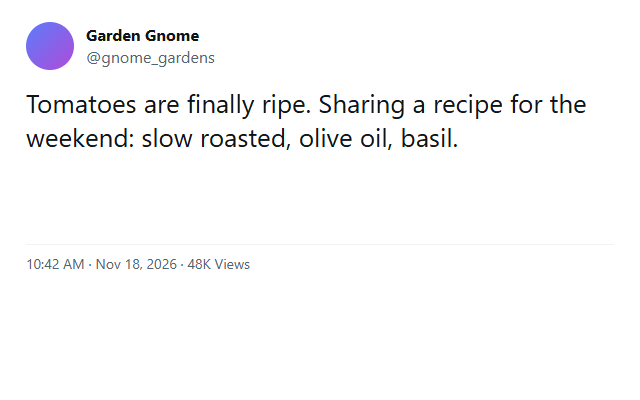 Garden Gnome
@gnome_gardens
Tomatoes are finally ripe. Sharing a recipe for the
weekend: slow roasted, olive oil, basil.
10:42 AM · Nov 18, 2026 · 48K Views